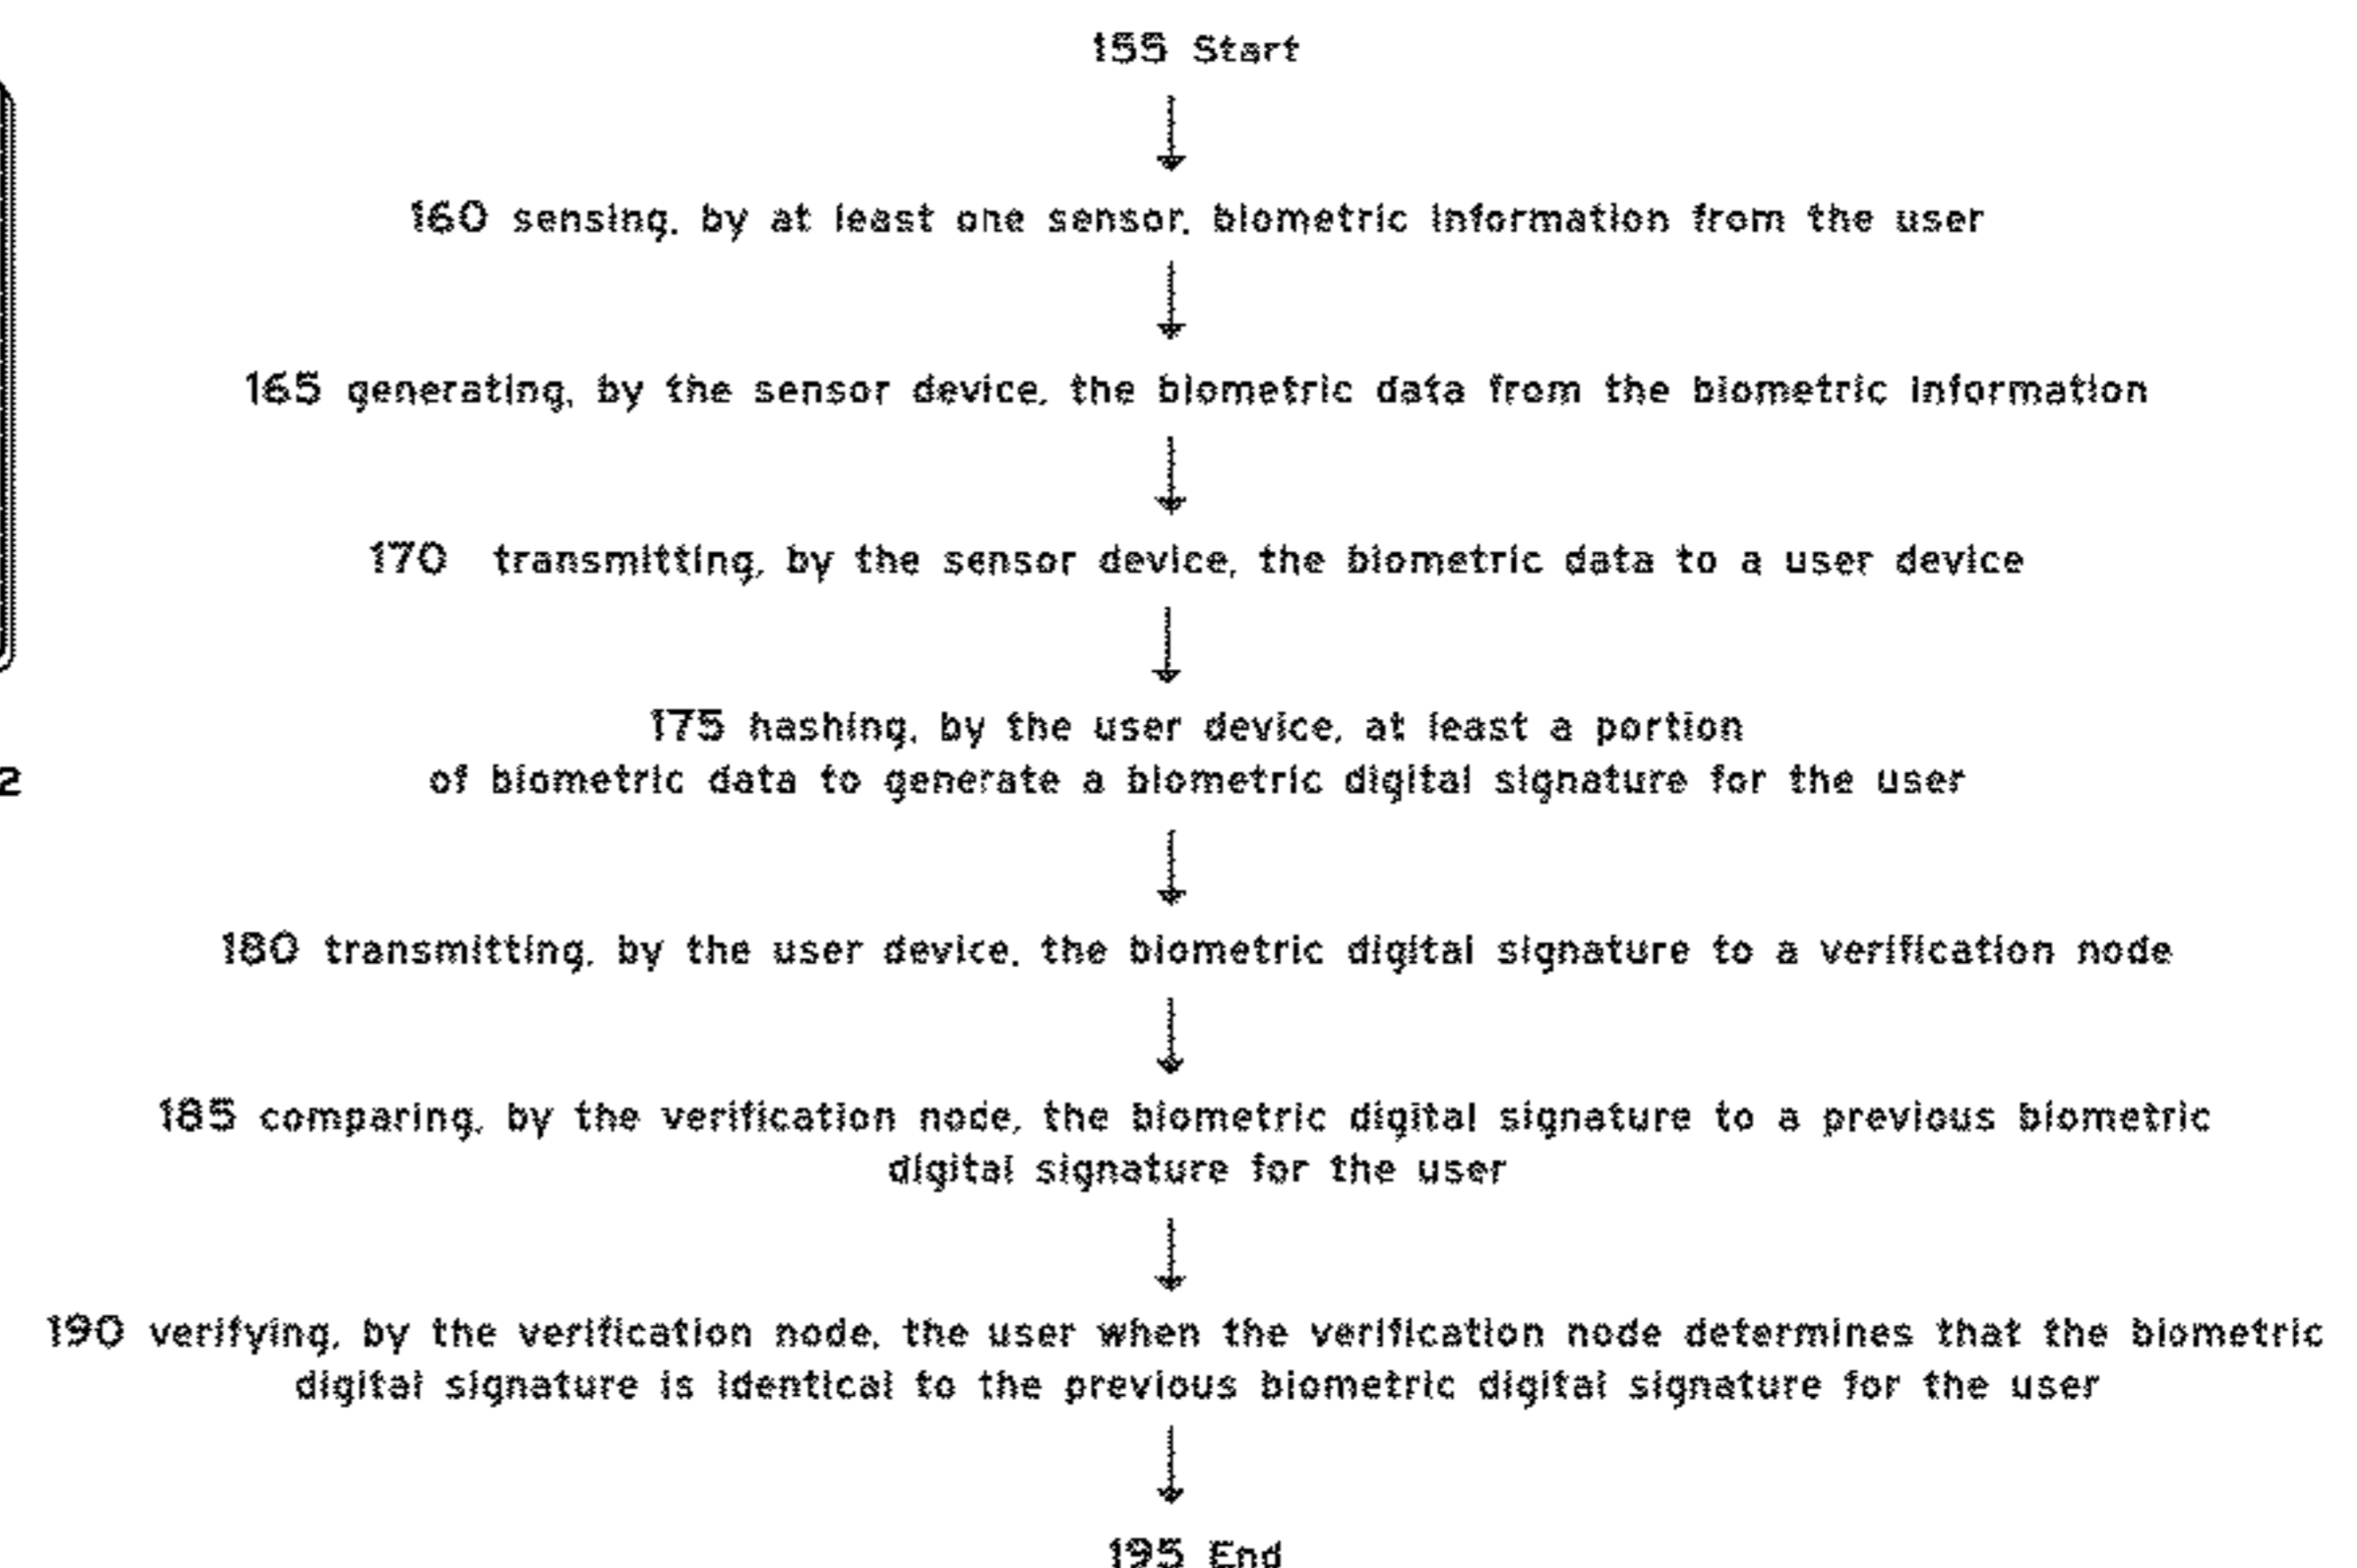 155 Start
160 sensing, by at least one sensor, biometric information from the user
165 generating, by the sensor device, the biometric data from the biometric information
170 transmitting, by the sensor device, the biometric data to a user device
175 hashing, by the user device, at least a portion
of biometric data to generate a biometric digital signature for the user
2
180 transmitting, by the user device, the biometric digital signature to a verification node
185 comparing, by the verification node, the biometric digital signature to a previous biometric
digital signature for the user
190 verifying, by the verification node, the user when the verification node determines that the biometric
digital signature is identical to the previous biometric digital signature for the user
195 End